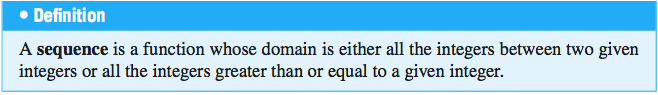 • Definition
A sequence is a function whose domain is either all the integers between two given
integers or all the integers greater than or equal to a given integer.